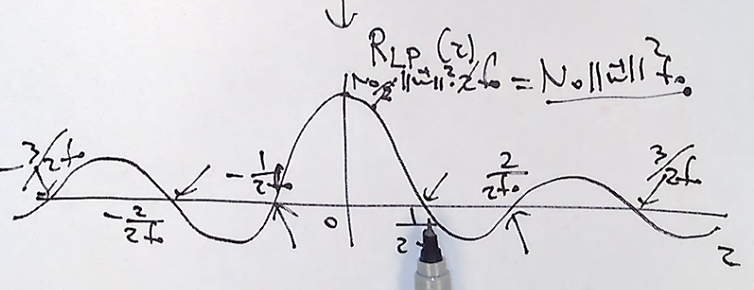 R_LP (τ)
N₀/2 ||w⃗||² · 2f₀ = N₀||w⃗||² f₀
-3/2f₀ -2/2f₀ -1/2f₀ 0 1/2 2/2f₀ 3/2f₀ τ